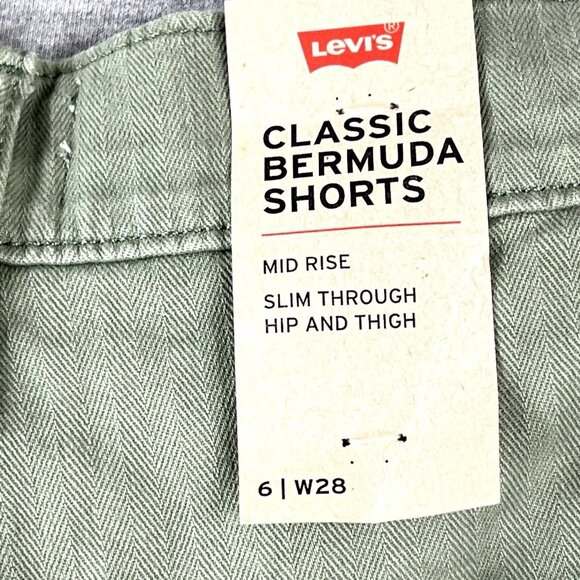 Levi's®
CLASSIC
BERMUDA
SHORTS
MID RISE
SLIM THROUGH
HIP AND THIGH
6 | W28